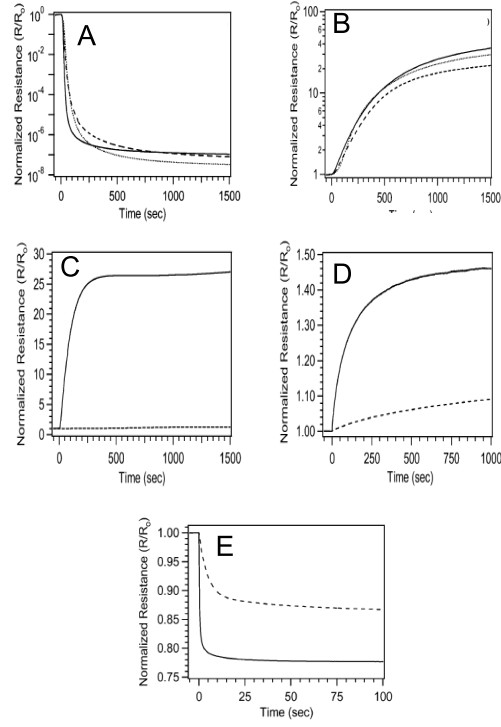 A
Normalized Resistance (R/Ro)
10^0
10^-2
10^-4
10^-6
10^-8
0 500 1000 1500
Time (sec)
B
Normalized Resistance (R/Ro)
100
6
4
2
10
6
4
2
1
0 500 1000 1500
C
Normalized Resistance (R/Ro)
30
25
20
15
10
5
0
0 500 1000 1500
Time (sec)
D
Normalized Resistance (R/Ro)
1.50
1.40
1.30
1.20
1.10
1.00
0 250 500 750 1000
Time (sec)
E
Normalized Resistance (R/Ro)
1.00
0.95
0.90
0.85
0.80
0.75
0 25 50 75 100
Time (sec)